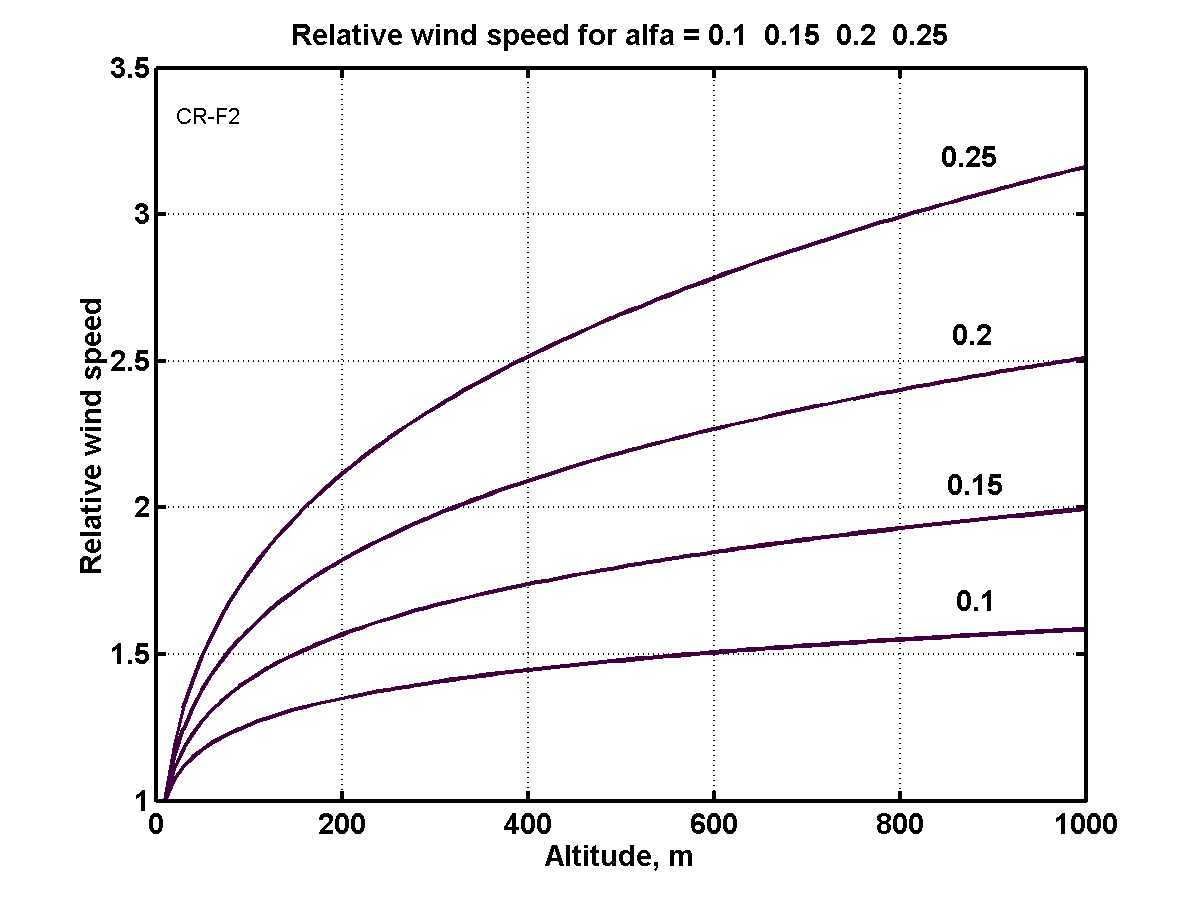 Relative wind speed for alfa = 0.1 0.15 0.2 0.25
3.5
CR-F2
0.25
3
0.2
2.5
0.15
2
0.1
1.5
1
0 200 400 600 800 1000
Altitude, m
Relative wind speed